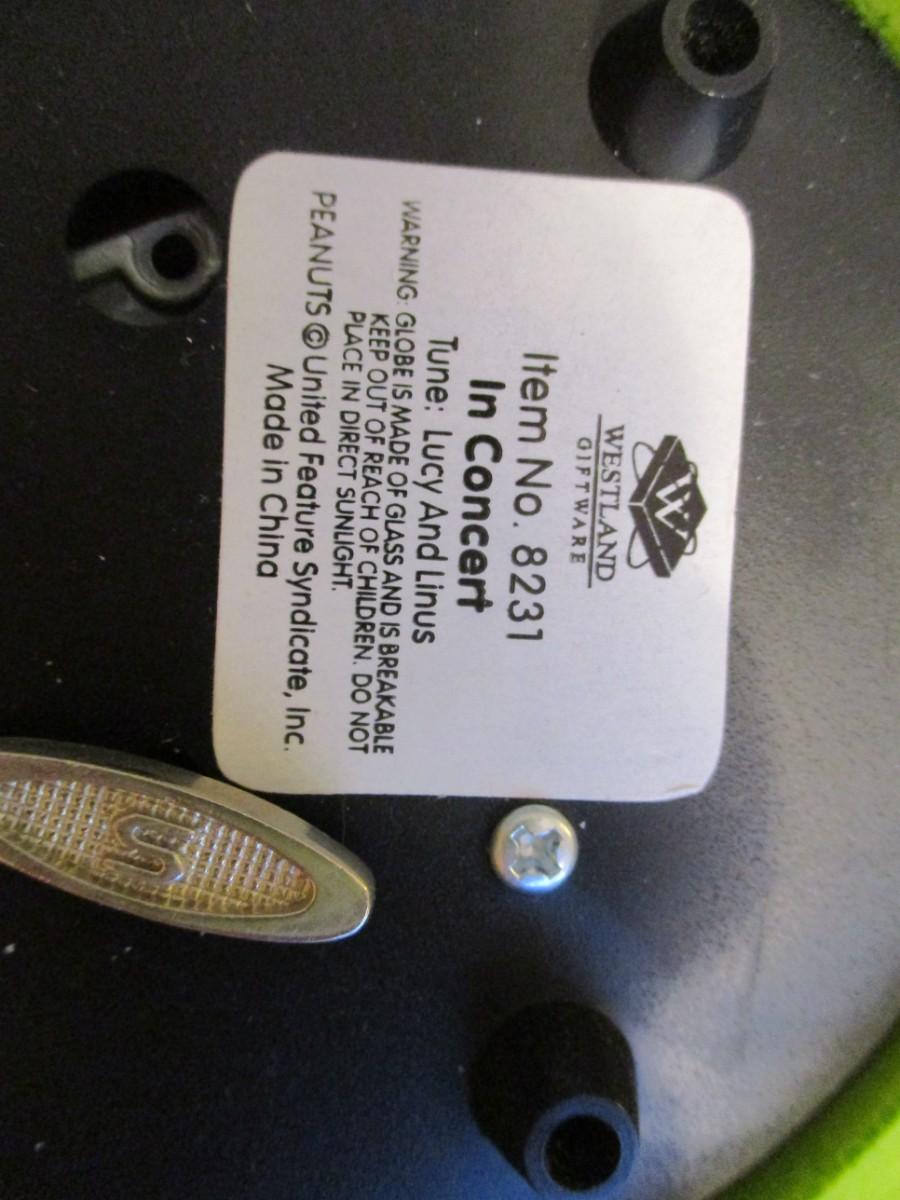 W
WESTLAND
GIFTWARE
Item No. 8231
In Concert
Tune: Lucy And Linus
WARNING: GLOBE IS MADE OF GLASS AND IS BREAKABLE
KEEP OUT OF REACH OF CHILDREN. DO NOT
PLACE IN DIRECT SUNLIGHT.
PEANUTS © United Feature Syndicate, Inc.
Made in China